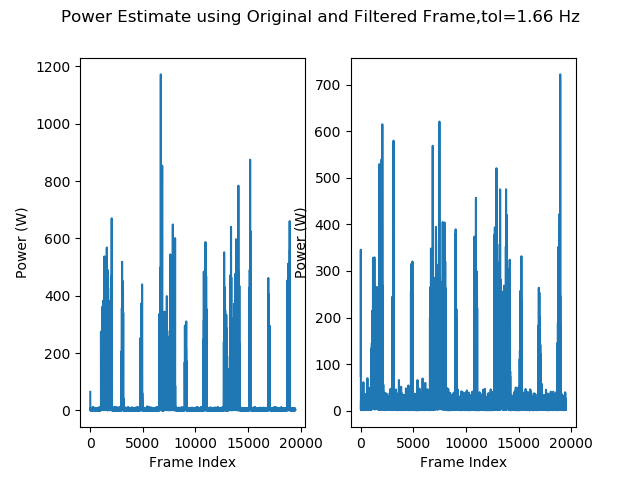 Power Estimate using Original and Filtered Frame,tol=1.66 Hz
Power (W)
1200
1000
800
600
400
200
0
0 5000 10000 15000 20000
Frame Index
Power (W)
700
600
500
400
300
200
100
0
0 5000 10000 15000 20000
Frame Index